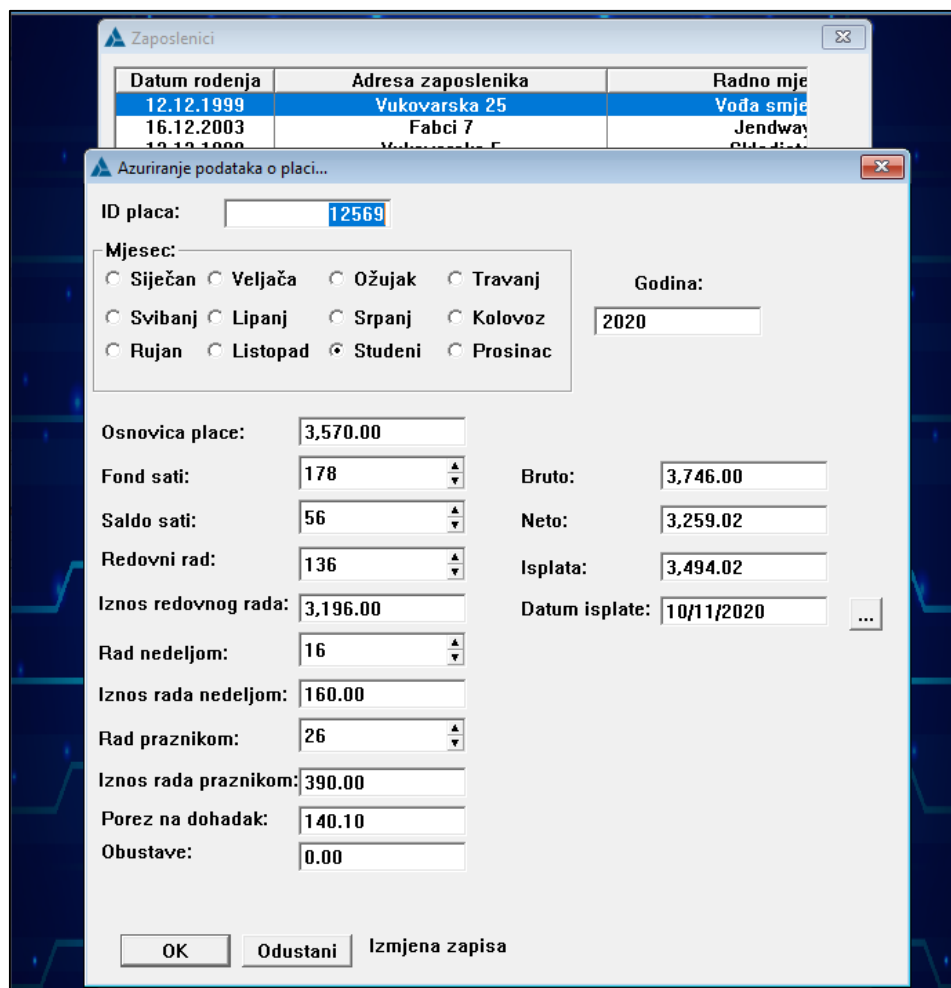 Zaposlenici
Datum rodenja Adresa zaposlenika Radno mje
12.12.1999 Vukovarska 25 Vođa smje
16.12.2003 Fabci 7 Jendway
Azuriranje podataka o placi...
ID placa: 12569
Mjesec:
Siječan Veljača Ožujak Travanj
Godina:
Svibanj Lipanj Srpanj Kolovoz
2020
Rujan Listopad Studeni Prosinac
Osnovica place: 3,570.00
Fond sati: 178 Bruto: 3,746.00
Saldo sati: 56 Neto: 3,259.02
Redovni rad: 136 Isplata: 3,494.02
Iznos redovnog rada: 3,196.00 Datum isplate: 10/11/2020 ...
Rad nedeljom: 16
Iznos rada nedeljom: 160.00
Rad praznikom: 26
Iznos rada praznikom: 390.00
Porez na dohadak: 140.10
Obustave: 0.00
OK Odustani Izmjena zapisa